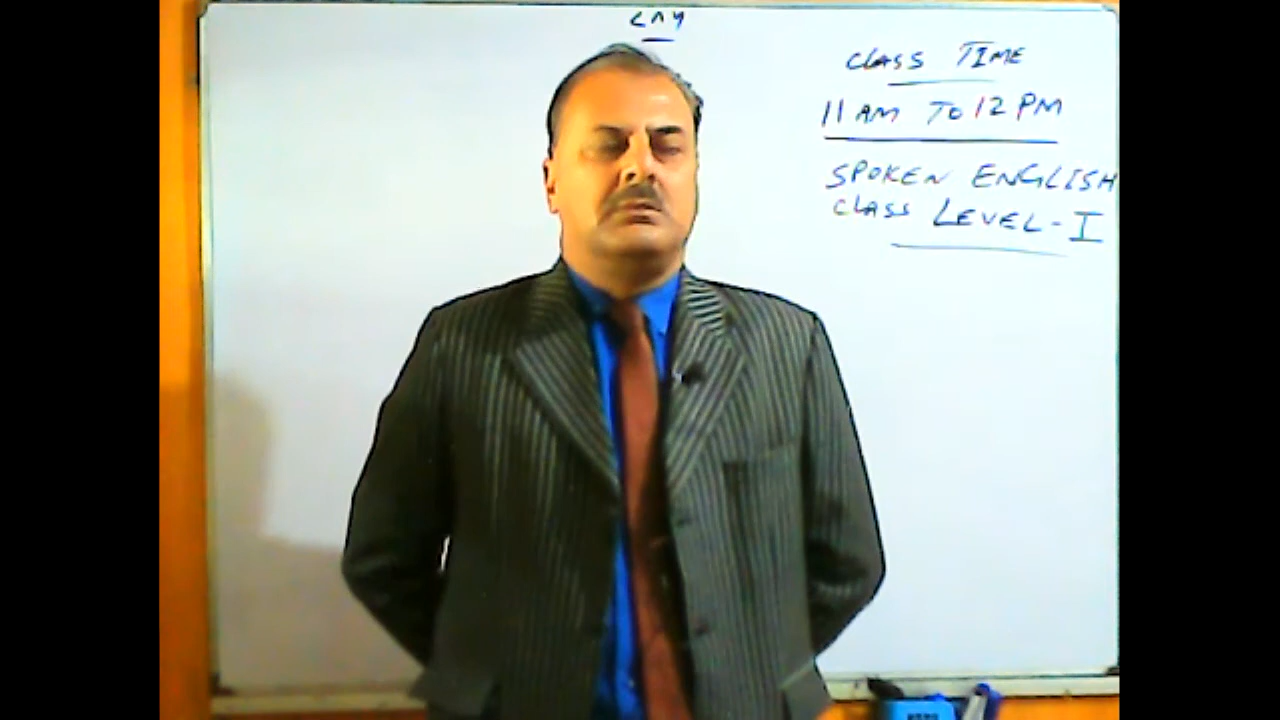 CLASS TIME
11 AM TO 12 PM
SPOKEN ENGLISH
CLASS LEVEL-I